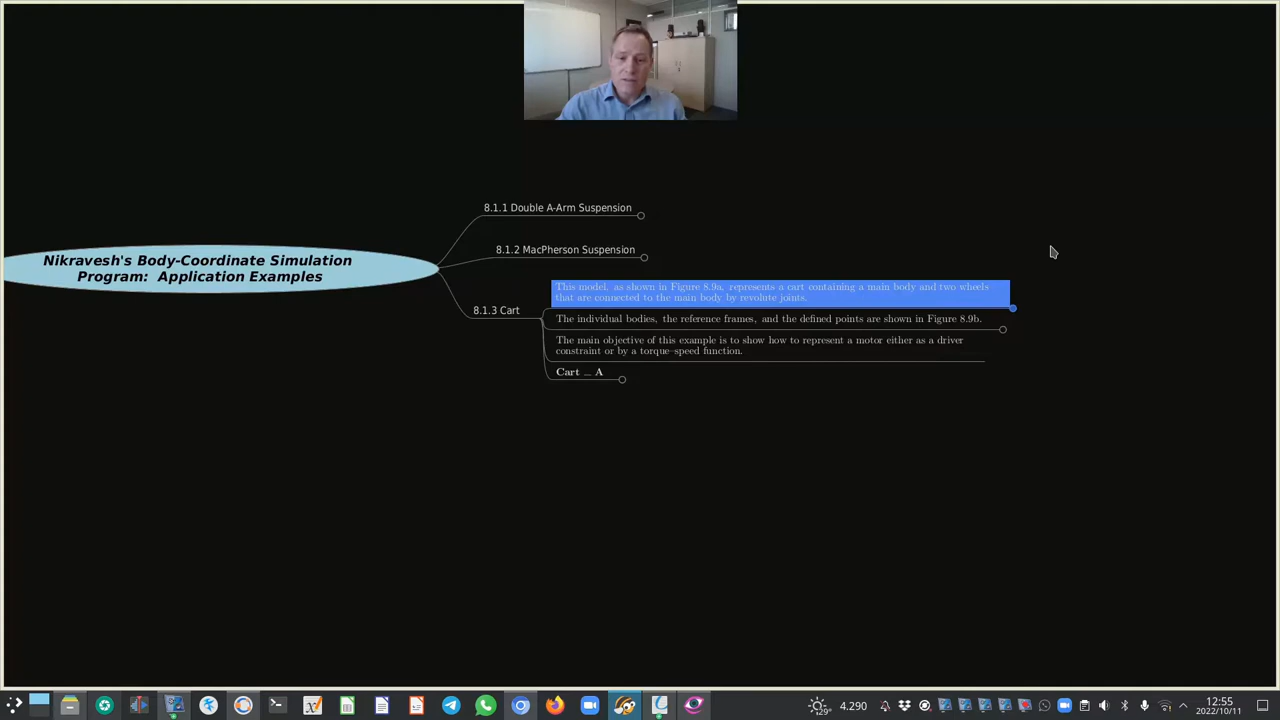 8.1.1 Double A-Arm Suspension
8.1.2 MacPherson Suspension
Nikravesh's Body-Coordinate Simulation
Program: Application Examples
8.1.3 Cart
This model, as shown in Figure 8.9a, represents a cart containing a main body and two wheels
that are connected to the main body by revolute joints.
The individual bodies, the reference frames, and the defined points are shown in Figure 8.9b.
The main objective of this example is to show how to represent a motor either as a driver
constraint or by a torque–speed function.
Cart _ A
29°
4.290
12:55
2022/10/11